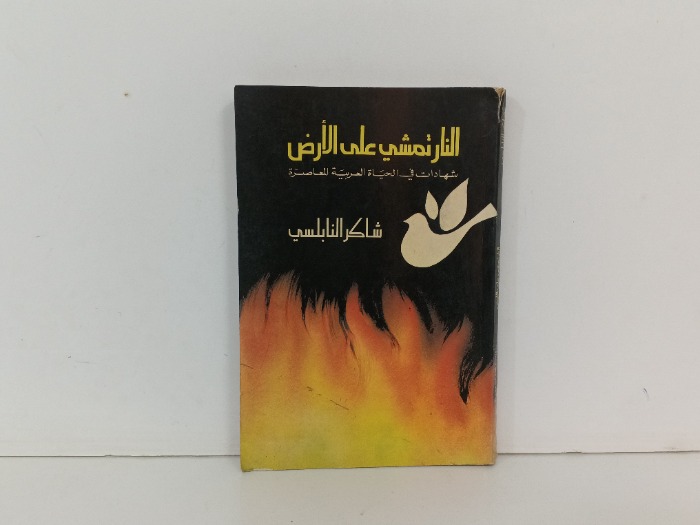 النار تمشي على الأرض
شهادات في الحياة العربية المعاصرة
شاكر النابلسي